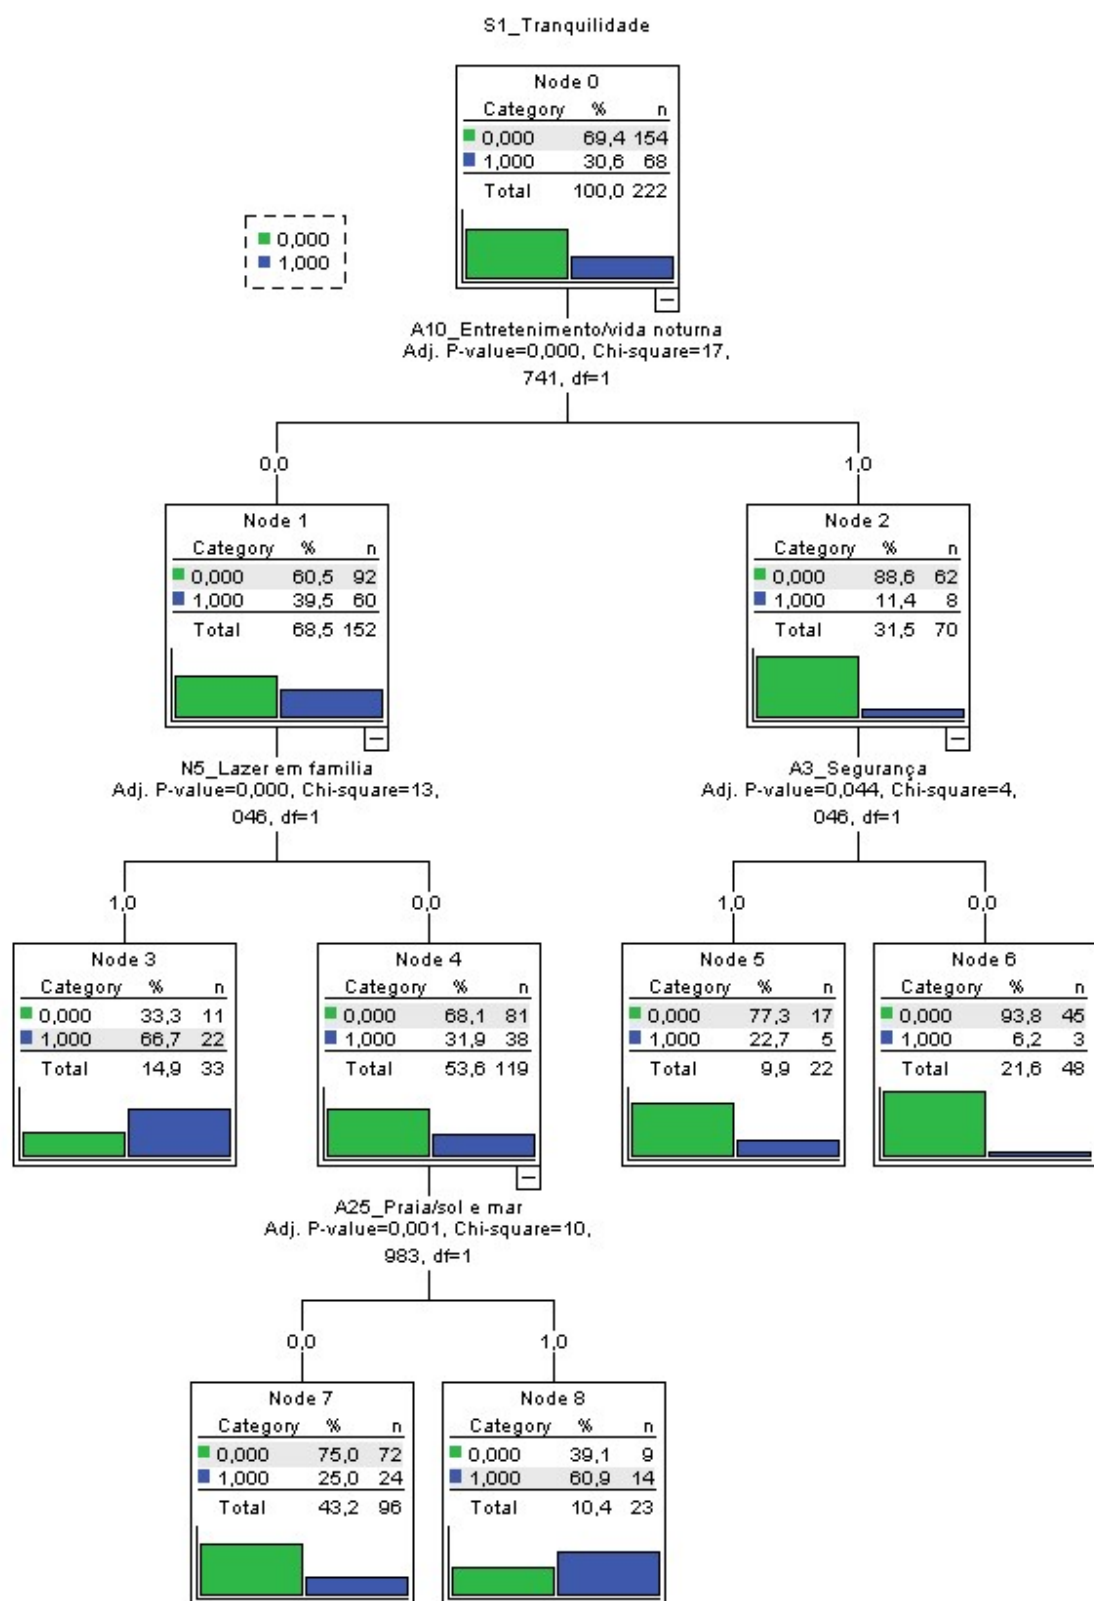 S1_Tranquilidade
Node 0
Category % n
0,000 69,4 154
1,000 30,6 68
Total 100,0 222
0,000
1,000
A10_Entretenimento/vida noturna
Adj. P-value=0,000, Chi-square=17,
741, df=1
0,0
1,0
Node 1
Category % n
0,000 60,5 92
1,000 39,5 60
Total 68,5 152
Node 2
Category % n
0,000 88,6 62
1,000 11,4 8
Total 31,5 70
N5_Lazer em familia
Adj. P-value=0,000, Chi-square=13,
046, df=1
A3_Segurança
Adj. P-value=0,044, Chi-square=4,
046, df=1
1,0
0,0
1,0
0,0
Node 3
Category % n
0,000 33,3 11
1,000 66,7 22
Total 14,9 33
Node 4
Category % n
0,000 68,1 81
1,000 31,9 38
Total 53,6 119
Node 5
Category % n
0,000 77,3 17
1,000 22,7 5
Total 9,9 22
Node 6
Category % n
0,000 93,8 45
1,000 6,2 3
Total 21,6 48
A25_Praia/sol e mar
Adj. P-value=0,001, Chi-square=10,
983, df=1
0,0
1,0
Node 7
Category % n
0,000 75,0 72
1,000 25,0 24
Total 43,2 96
Node 8
Category % n
0,000 39,1 9
1,000 60,9 14
Total 10,4 23